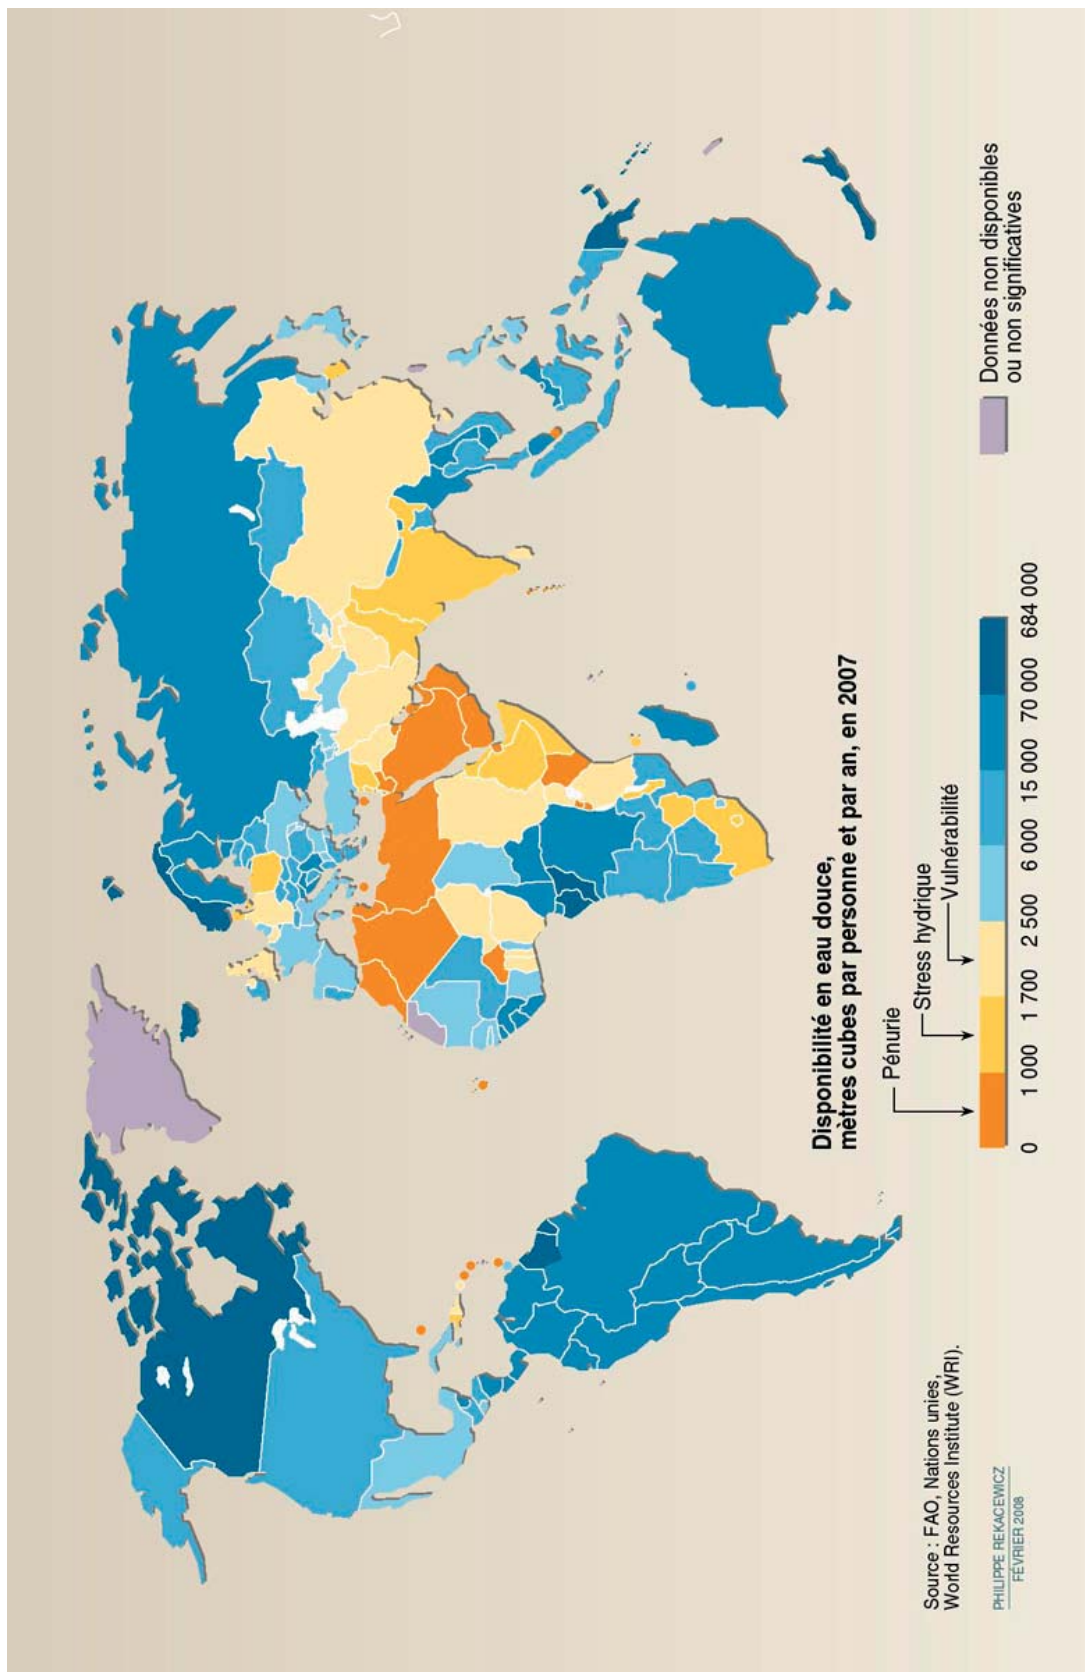 Disponibilité en eau douce,
mètres cubes par personne et par an, en 2007
Pénurie
Stress hydrique
Vulnérabilité
0 1 000 1 700 2 500 6 000 15 000 70 000 684 000
Données non disponibles
ou non significatives
Source : FAO, Nations unies,
World Resources Institute (WRI).
PHILIPPE REKACEWICZ
FÉVRIER 2008